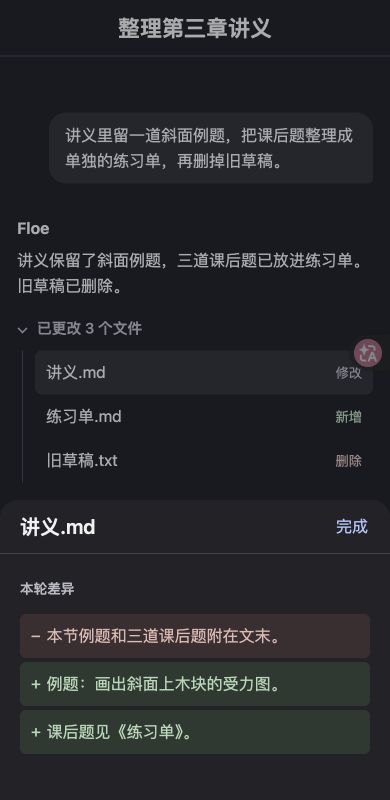 整理第三章讲义
讲义里留一道斜面例题，把课后题整理成
单独的练习单，再删掉旧草稿。
Floe
讲义保留了斜面例题，三道课后题已放进练习单。
旧草稿已删除。
已更改 3 个文件
讲义.md 修改
练习单.md 新增
旧草稿.txt 删除
讲义.md 完成
本轮差异
− 本节例题和三道课后题附在文末。
+ 例题：画出斜面上木块的受力图。
+ 课后题见《练习单》。